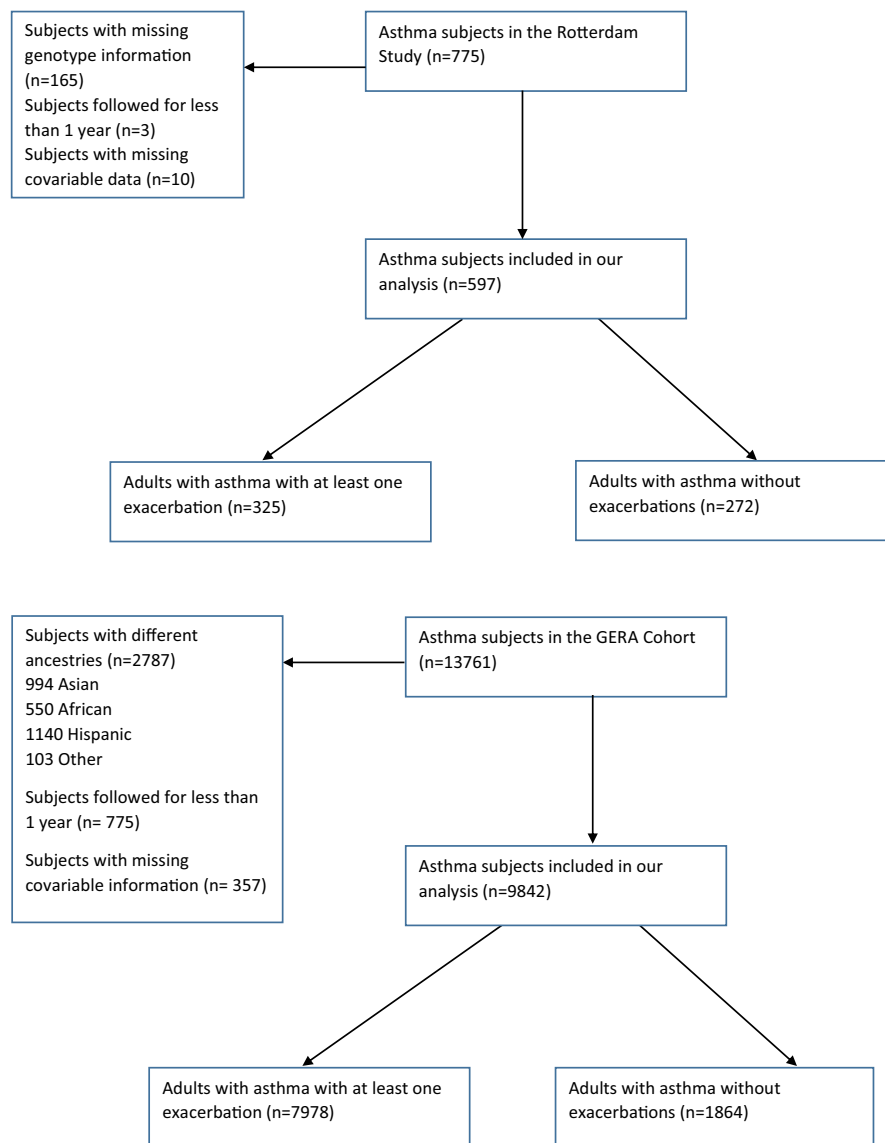 Subjects with missing
genotype information
(n=165)
Subjects followed for less
than 1 year (n=3)
Subjects with missing
covariable data (n=10)
Asthma subjects in the Rotterdam
Study (n=775)
Asthma subjects included in our
analysis (n=597)
Adults with asthma with at least one
exacerbation (n=325)
Adults with asthma without
exacerbations (n=272)
Subjects with different
ancestries (n=2787)
994 Asian
550 African
1140 Hispanic
103 Other
Subjects followed for less than
1 year (n= 775)
Subjects with missing
covariable information (n= 357)
Asthma subjects in the GERA Cohort
(n=13761)
Asthma subjects included in our
analysis (n=9842)
Adults with asthma with at least one
exacerbation (n=7978)
Adults with asthma without
exacerbations (n=1864)